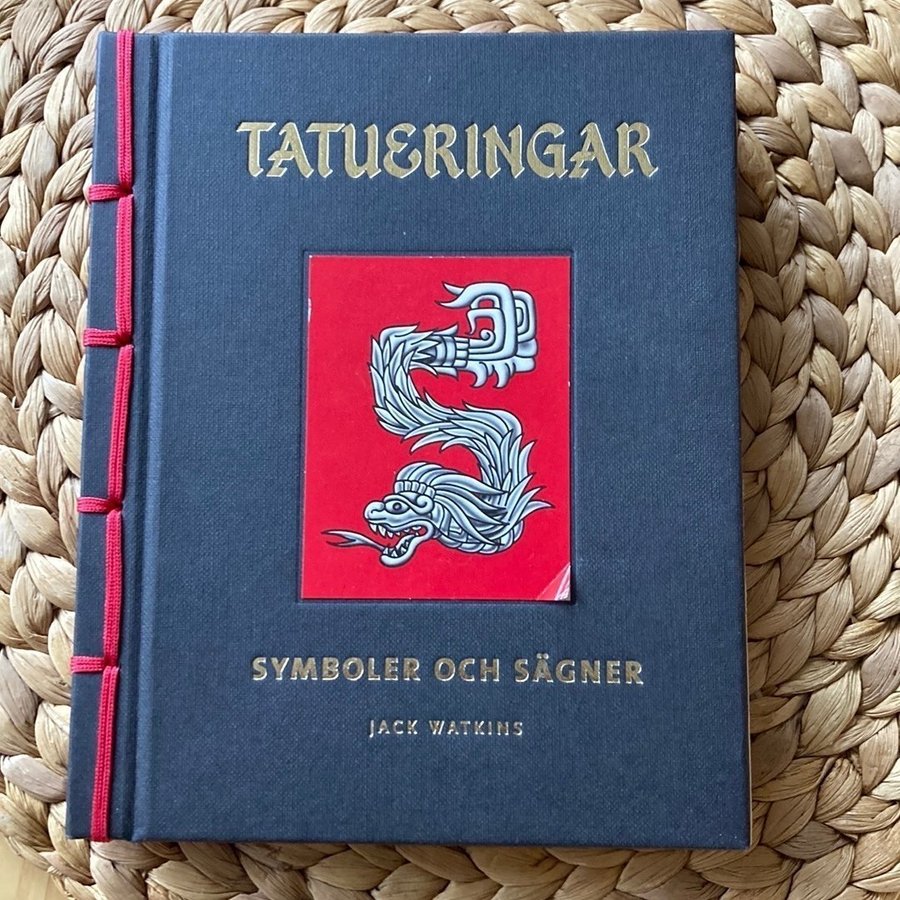 TATUERINGAR
SYMBOLER OCH SÄGNER
JACK WATKINS